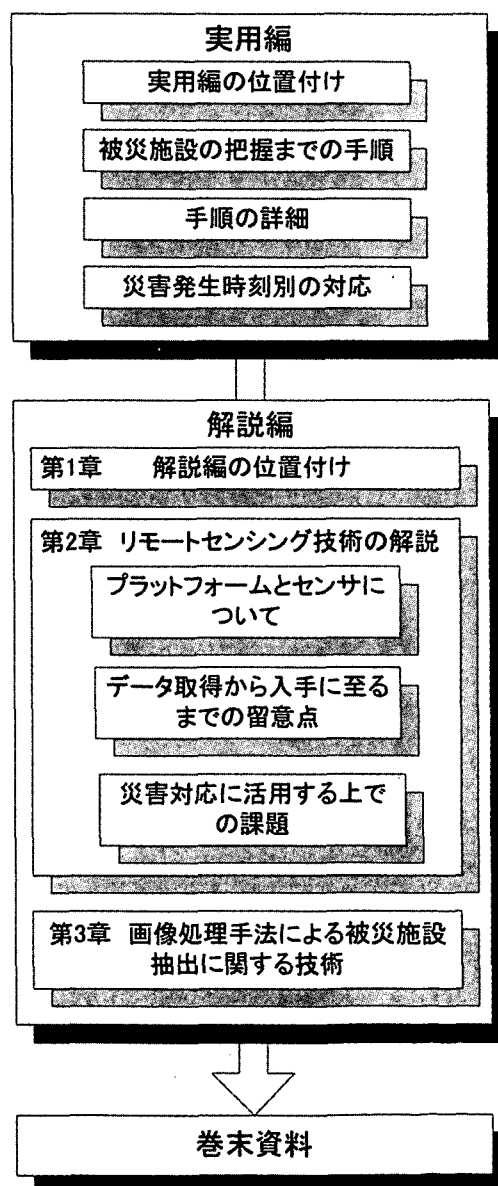 実用編
実用編の位置付け
被災施設の把握までの手順
手順の詳細
災害発生時刻別の対応
解説編
第1章 解説編の位置付け
第2章 リモートセンシング技術の解説
プラットフォームとセンサに
ついて
データ取得から入手に至る
までの留意点
災害対応に活用する上で
の課題
第3章 画像処理手法による被災施設
抽出に関する技術
巻末資料